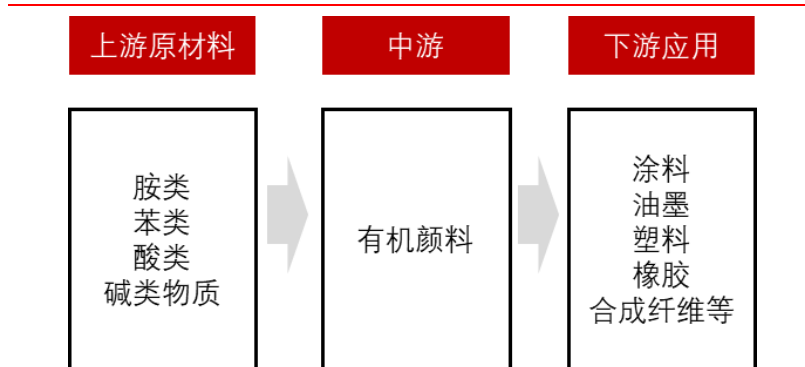 上游原材料
中游
下游应用
胺类
苯类
酸类
碱类物质
有机颜料
涂料
油墨
塑料
橡胶
合成纤维等